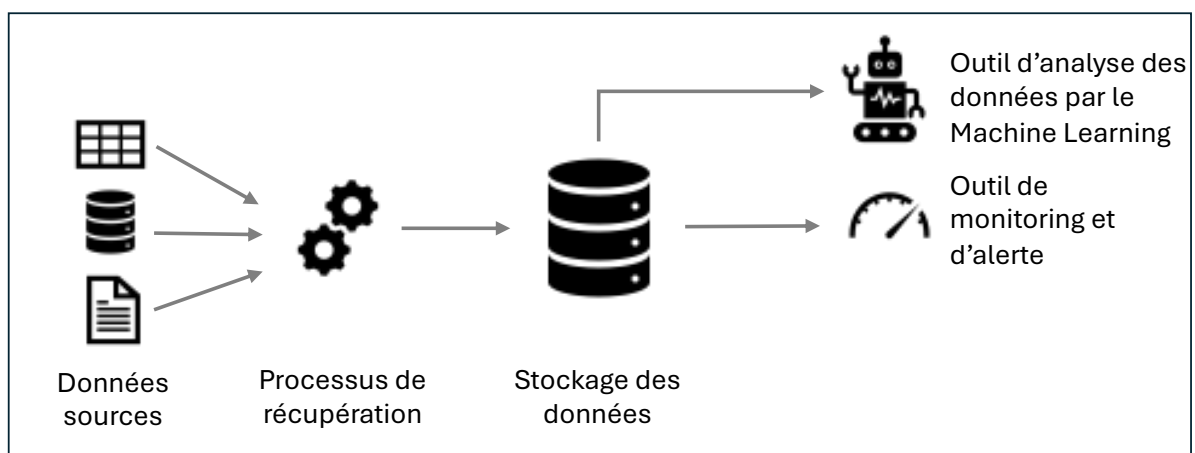 Outil d’analyse des
données par le
Machine Learning
Outil de
monitoring et
d’alerte
Données
sources
Processus de
récupération
Stockage des
données